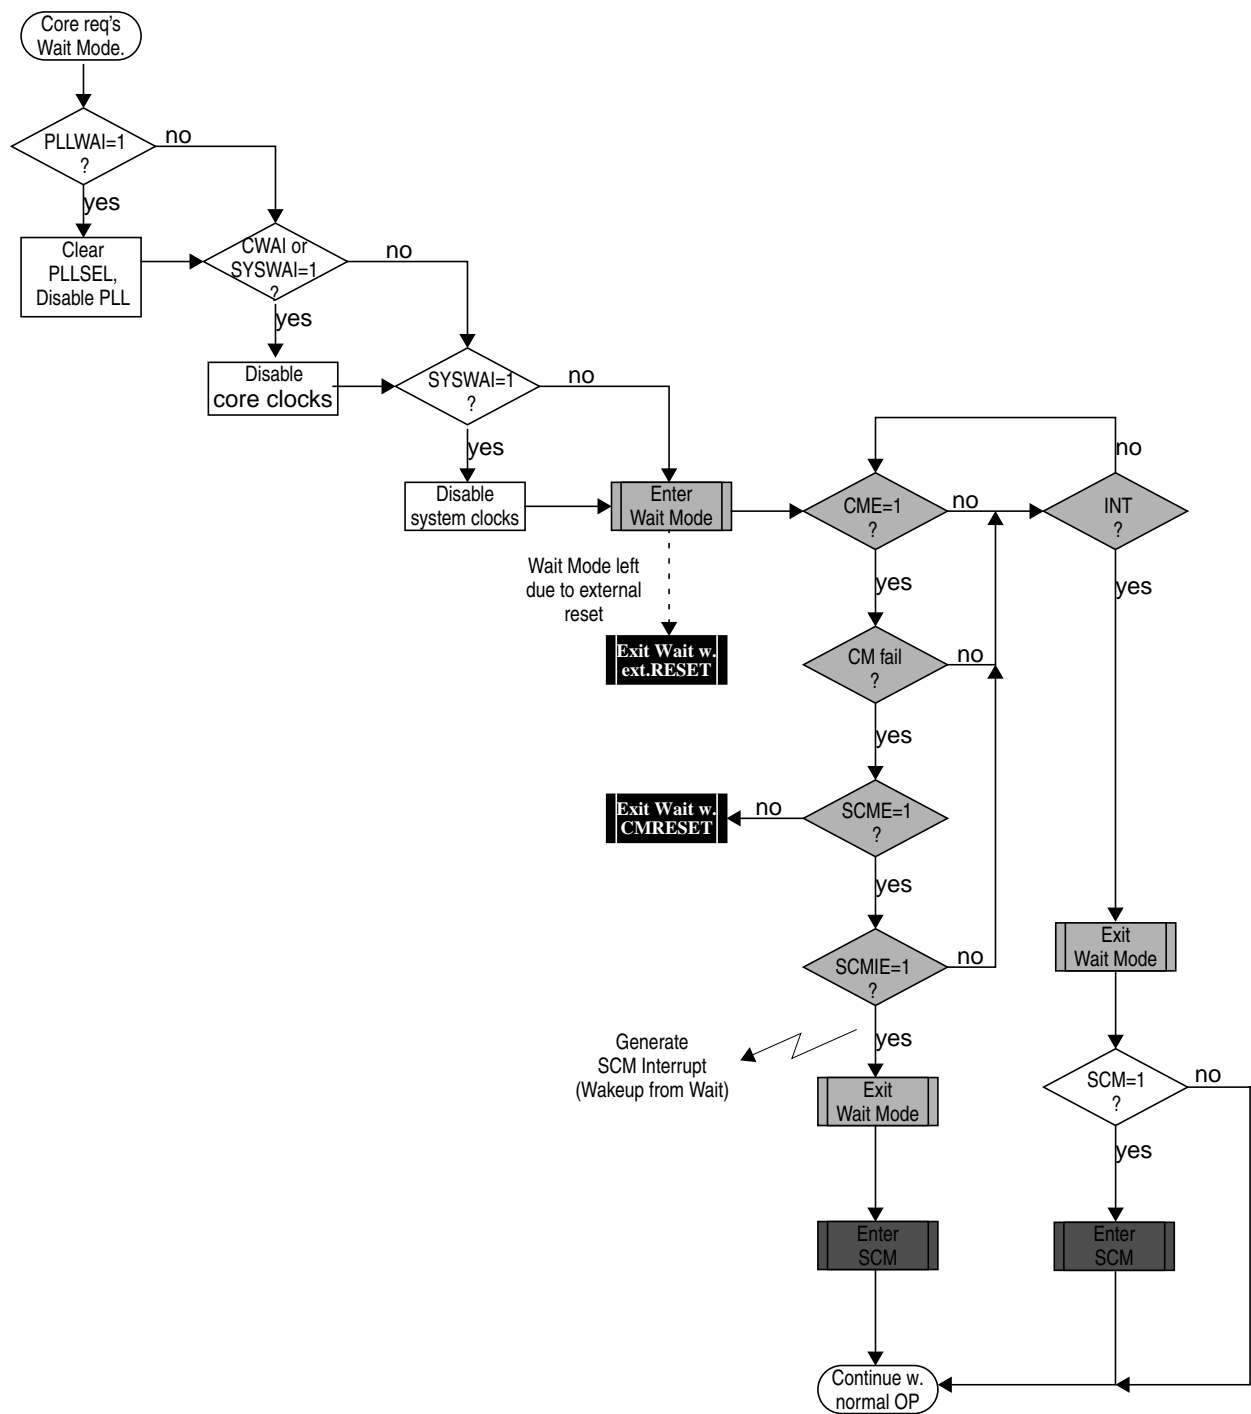 Core req's
Wait Mode.
PLLWAI=1
?
no
yes
Clear
PLLSEL,
Disable PLL
CWAI or
SYSWAI=1
?
no
yes
Disable
core clocks
SYSWAI=1
?
no
yes
Disable
system clocks
Enter
Wait Mode
Wait Mode left
due to external
reset
Exit Wait w.
ext.RESET
CME=1
?
no
yes
INT
?
no
yes
CM fail
?
no
yes
SCME=1
?
no
yes
Exit Wait w.
CMRESET
SCMIE=1
?
no
yes
Generate
SCM Interrupt
(Wakeup from Wait)
Exit
Wait Mode
Enter
SCM
Exit
Wait Mode
SCM=1
?
no
yes
Enter
SCM
Continue w.
normal OP